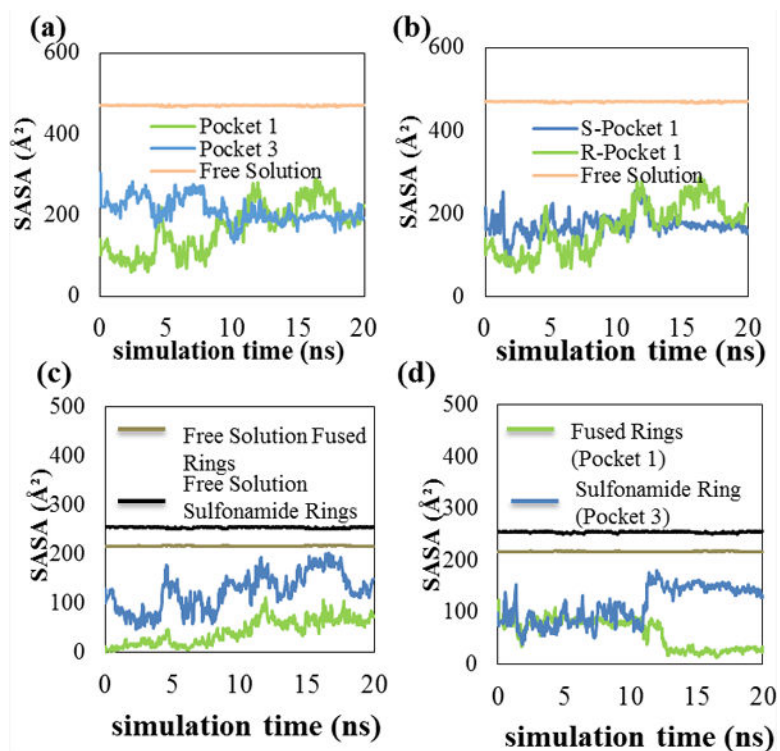 (a)
600
400
200
0
SASA (Å²)
Pocket 1
Pocket 3
Free Solution
0 5 10 15 20
simulation time (ns)
(b)
600
400
200
0
SASA (Å²)
S-Pocket 1
R-Pocket 1
Free Solution
0 5 10 15 20
simulation time (ns)
(c)
500
400
300
200
100
0
SASA (Å²)
Free Solution Fused
Rings
Free Solution
Sulfonamide Rings
0 5 10 15 20
simulation time (ns)
(d)
500
400
300
200
100
0
SASA (Å²)
Fused Rings
(Pocket 1)
Sulfonamide Ring
(Pocket 3)
0 5 10 15 20
simulation time (ns)